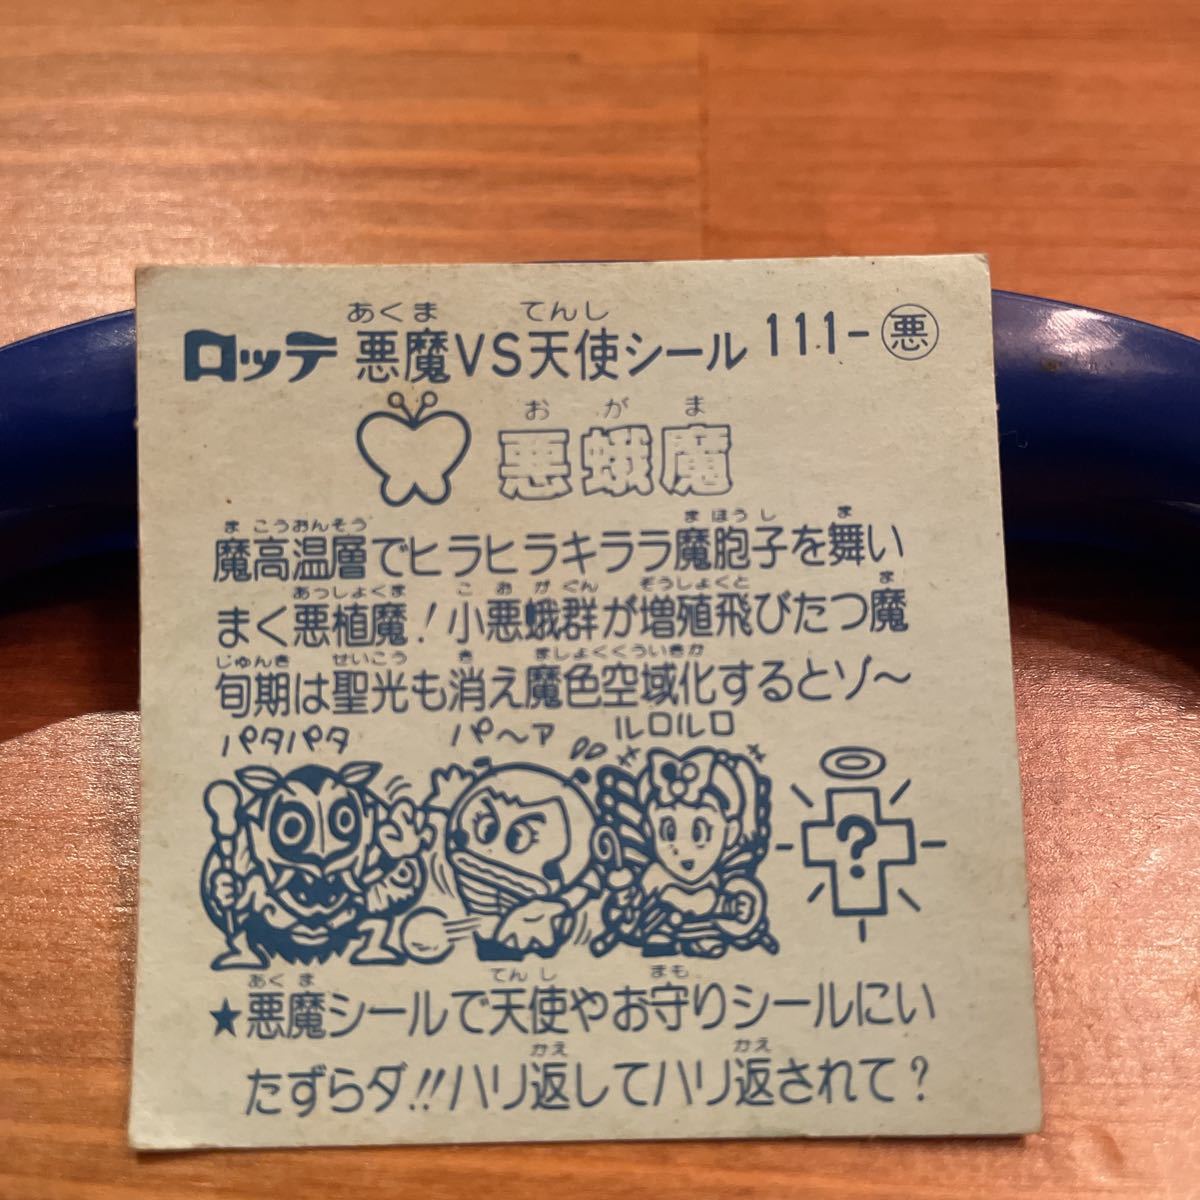 あくま てんし
ロッテ 悪魔VS天使シール 111-悪
おがま
悪蛾魔
まこうおんそう まほうし ま
魔高温層でヒラヒラキララ魔胞子を舞い
あっしょくま こおがぐん ぞうしょくと ま
まく悪植魔!小悪蛾群が増殖飛びたつ魔
じゅんき せいこう き ましょくくういきか
旬期は聖光も消え魔色空域化するとゾ〜
パタパタ パ〜ア ルロルロ
?
あくま てんし まも
★悪魔シールで天使やお守りシールにい
かえ かえ
たずらダ!!ハリ返してハリ返されて?